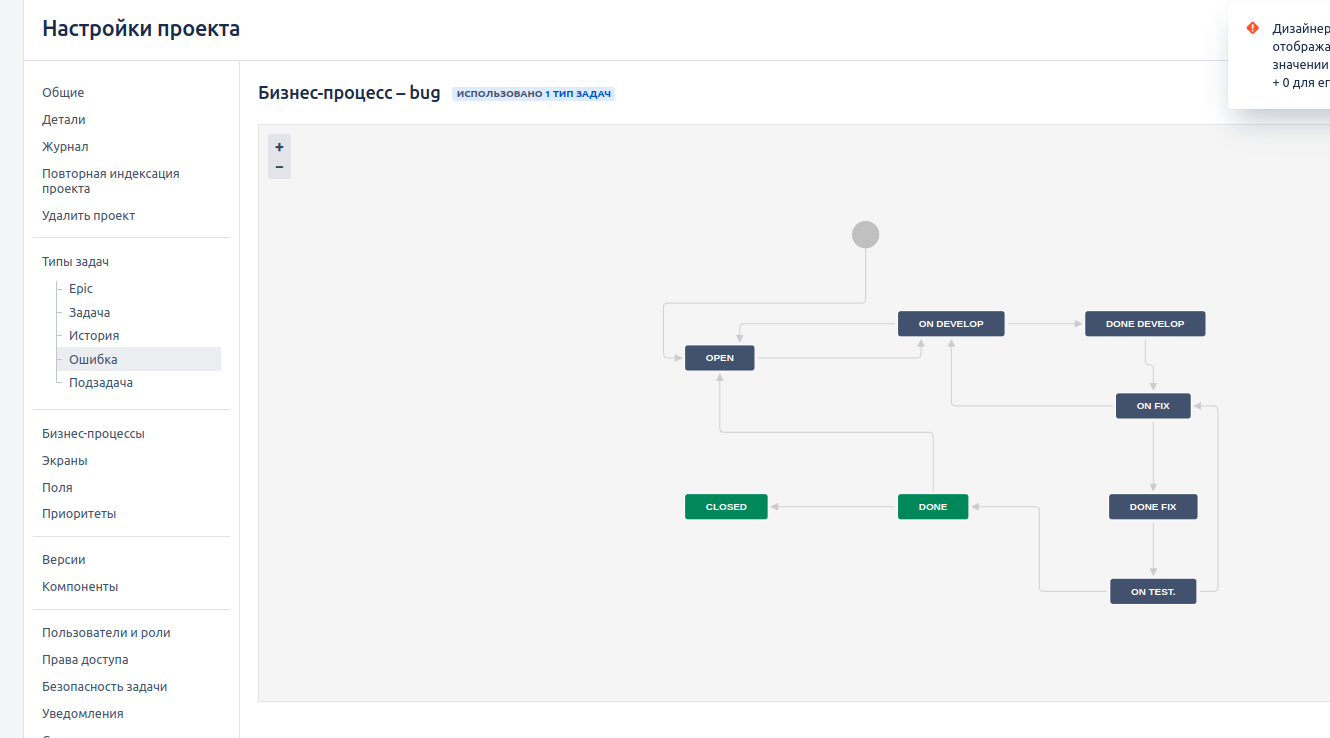 Настройки проекта
Дизайнер
отобража
значении
+ 0 для ег
Общие
Детали
Журнал
Повторная индексация
проекта
Удалить проект
Типы задач
Epic
Задача
История
Ошибка
Подзадача
Бизнес-процессы
Экраны
Поля
Приоритеты
Версии
Компоненты
Пользователи и роли
Права доступа
Безопасность задачи
Уведомления
Бизнес-процесс – bug ИСПОЛЬЗОВАНО 1 ТИП ЗАДАЧ
+
–
ON DEVELOP DONE DEVELOP
OPEN
ON FIX
CLOSED DONE DONE FIX
ON TEST.